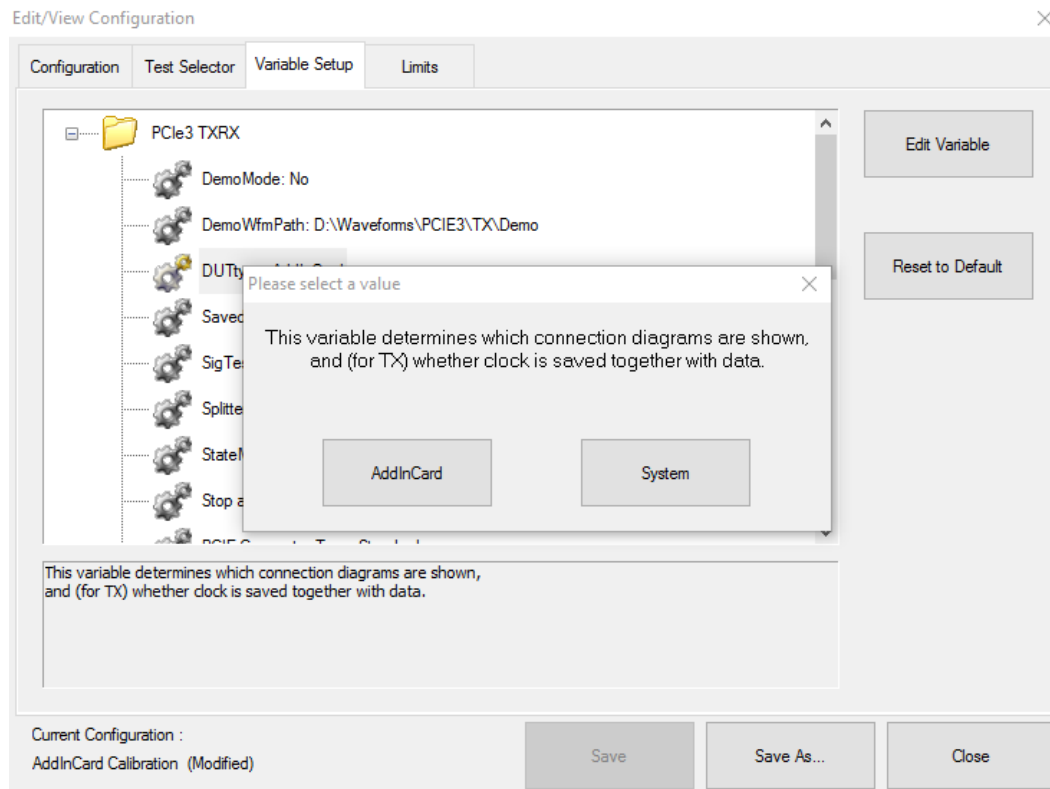 Edit/View Configuration
Configuration
Test Selector
Variable Setup
Limits
PCIe3 TXRX
DemoMode: No
DemoWfmPath: D:\Waveforms\PCIE3\TX\Demo
Edit Variable
Reset to Default
Please select a value
This variable determines which connection diagrams are shown,
and (for TX) whether clock is saved together with data.
AddInCard
System
This variable determines which connection diagrams are shown,
and (for TX) whether clock is saved together with data.
Current Configuration :
AddInCard Calibration (Modified)
Save
Save As...
Close